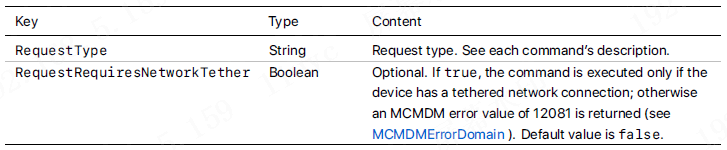 Key Type Content
RequestType String Request type. See each command's description.
RequestRequiresNetworkTether Boolean Optional. If true, the command is executed only if the
device has a tethered network connection; otherwise
an MCMDM error value of 12081 is returned (see
MCMDMErrorDomain ). Default value is false.